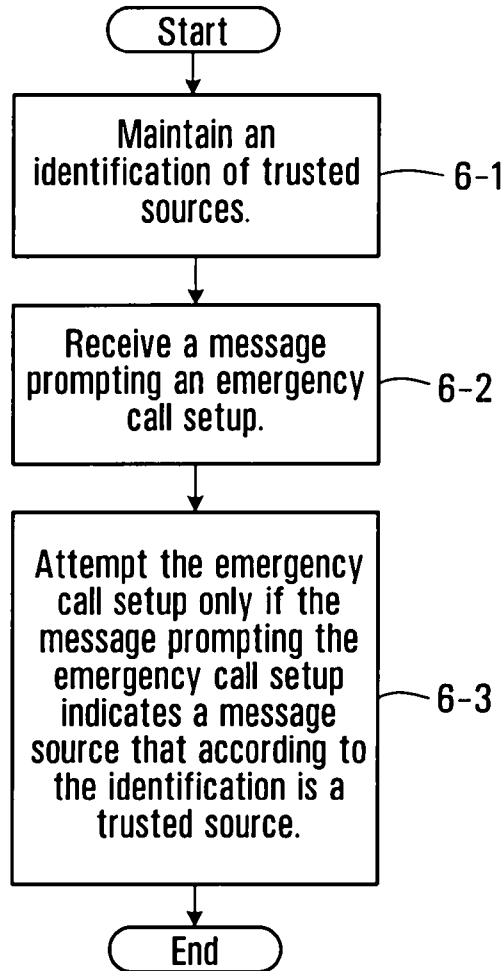 Start
Maintain an
identification of trusted
sources.
6-1
Receive a message
prompting an emergency
call setup.
6-2
Attempt the emergency
call setup only if the
message prompting the
emergency call setup
indicates a message
source that according to
the identification is a
trusted source.
6-3
End